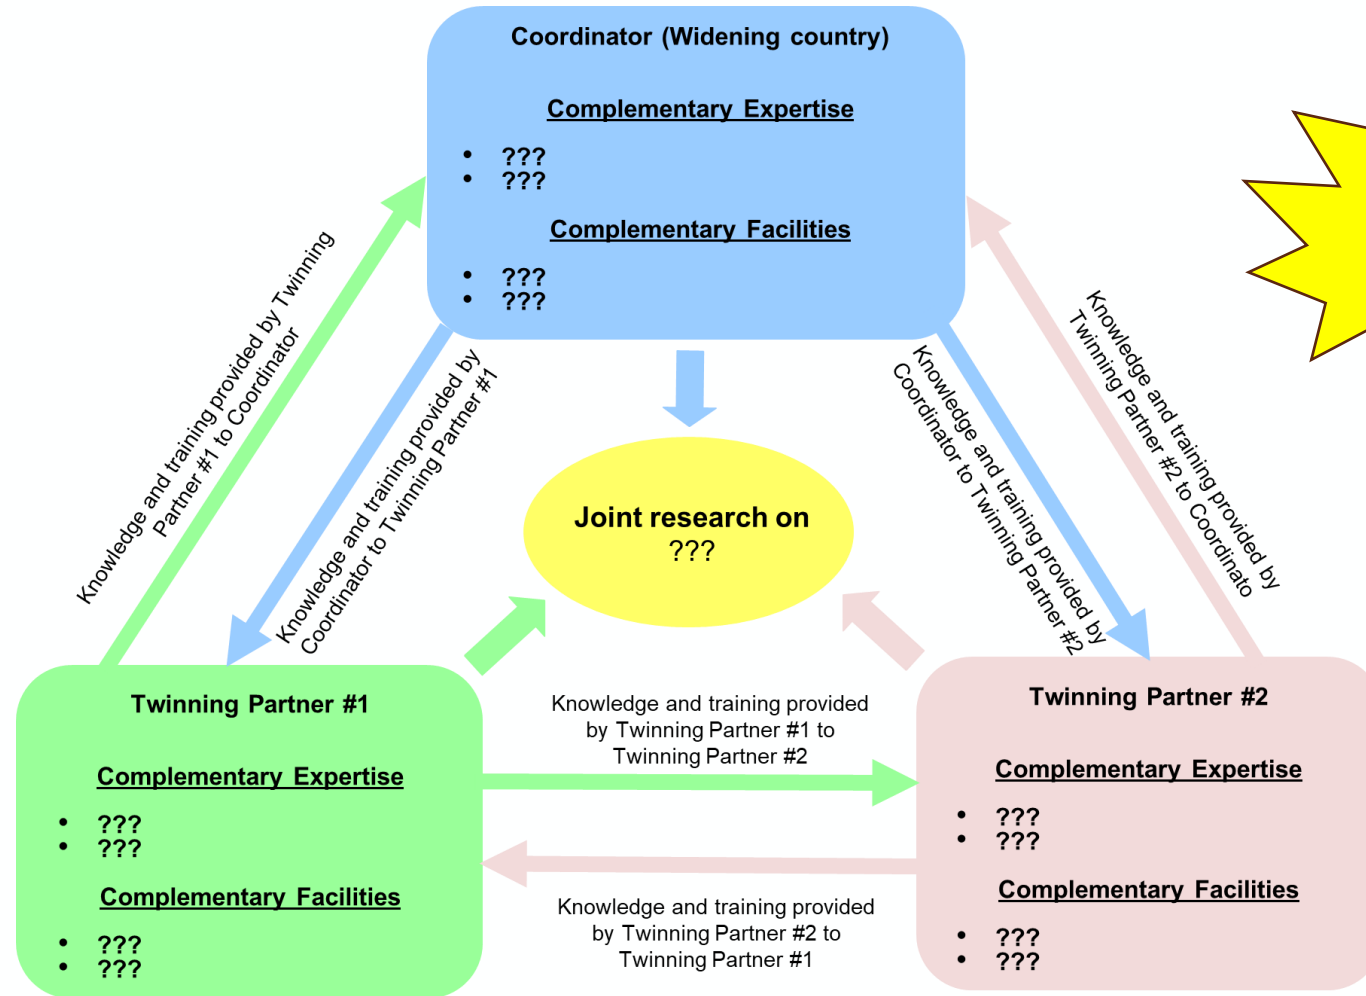 Coordinator (Widening country)
Complementary Expertise
• ???
• ???
Complementary Facilities
• ???
• ???
Knowledge and training provided by Twinning
Partner #1 to Coordinator
Knowledge and training provided by
Coordinator to Twinning Partner #1
Knowledge and training provided by
Coordinator to Twinning Partner #2
Knowledge and training provided by
Twinning Partner #2 to Coordinato
Joint research on
???
Twinning Partner #1
Complementary Expertise
• ???
• ???
Complementary Facilities
• ???
• ???
Knowledge and training provided
by Twinning Partner #1 to
Twinning Partner #2
Knowledge and training provided
by Twinning Partner #2 to
Twinning Partner #1
Twinning Partner #2
Complementary Expertise
• ???
• ???
Complementary Facilities
• ???
• ???